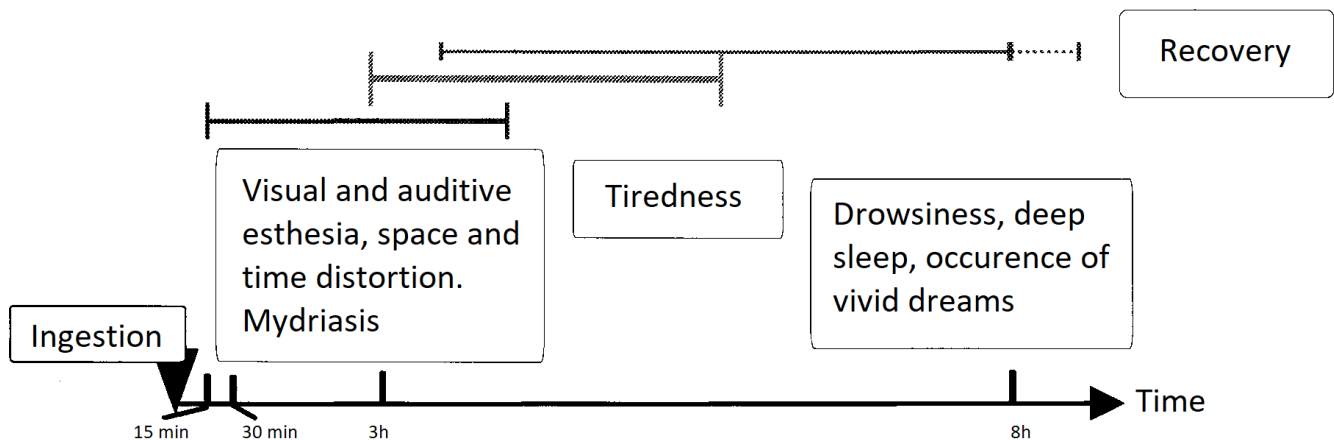 Recovery
Visual and auditive
esthesia, space and
time distortion.
Mydriasis
Tiredness
Drowsiness, deep
sleep, occurence of
vivid dreams
Ingestion
Time
15 min
30 min
3h
8h